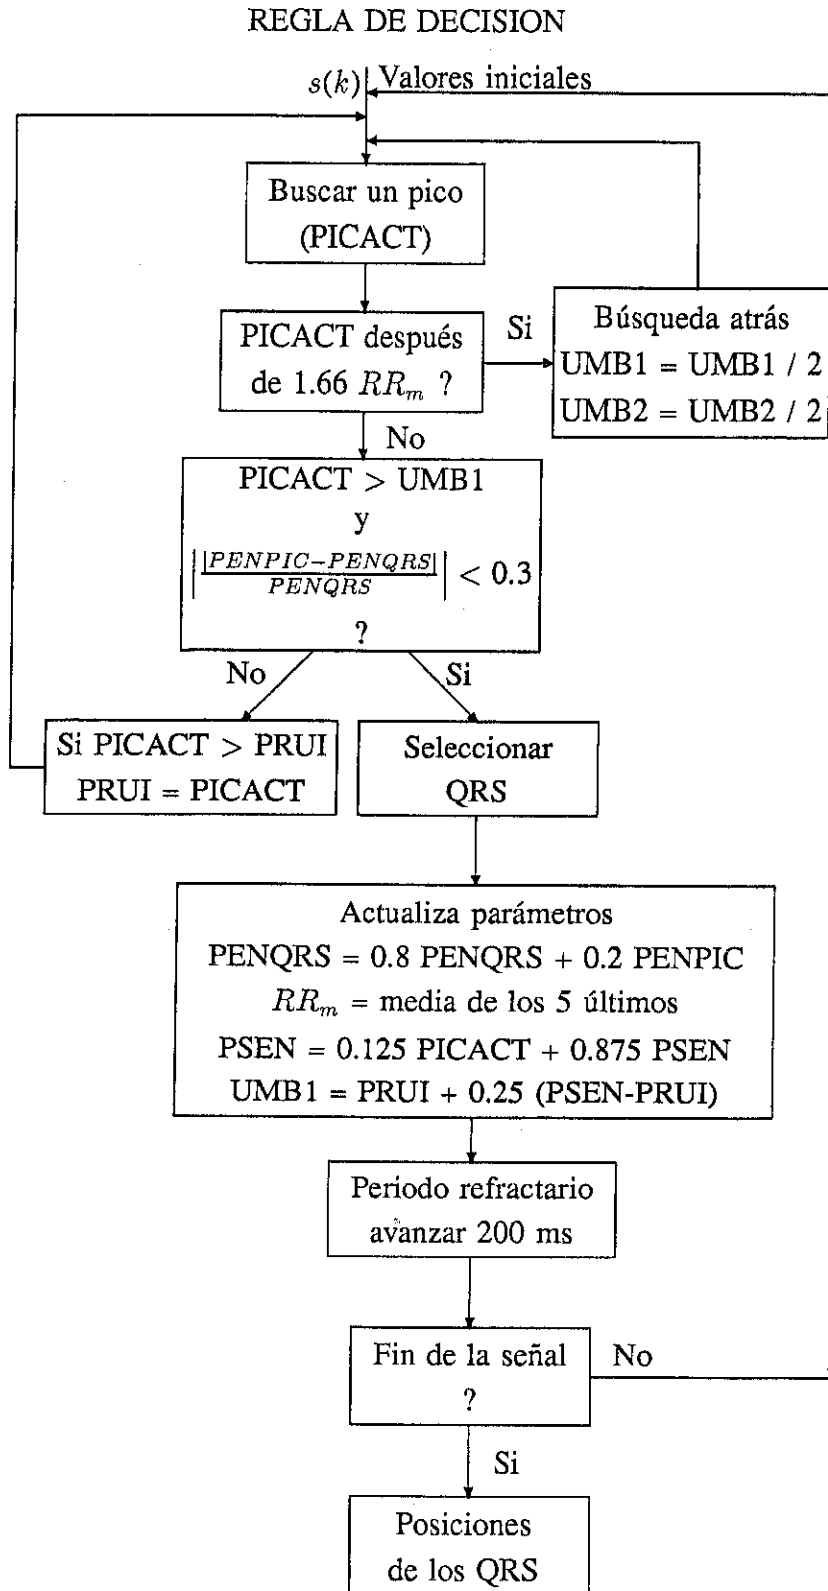 REGLA DE DECISION
s(k) Valores iniciales
Buscar un pico
(PICACT)
PICACT después
de 1.66 RR_m ?
Si
Búsqueda atrás
UMB1 = UMB1 / 2
UMB2 = UMB2 / 2
No
PICACT > UMB1
y
| |PENPIC−PENQRS| / PENQRS | < 0.3
?
No
Si
Si PICACT > PRUI
PRUI = PICACT
Seleccionar
QRS
Actualiza parámetros
PENQRS = 0.8 PENQRS + 0.2 PENPIC
RR_m = media de los 5 últimos
PSEN = 0.125 PICACT + 0.875 PSEN
UMB1 = PRUI + 0.25 (PSEN-PRUI)
Periodo refractario
avanzar 200 ms
Fin de la señal
?
No
Si
Posiciones
de los QRS